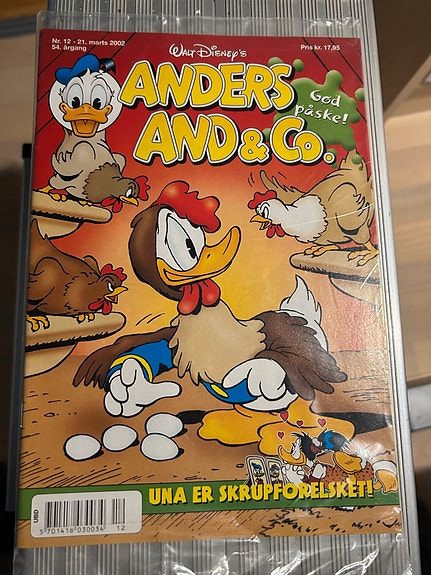 Nr. 12 - 21. marts 2002
54. årgang
WALT DISNEY'S
Pris kr. 17,95
ANDERS
AND & Co.
God
påske!
UNA ER SKRUPFORELSKET!
UBD
5 701418 030034
12